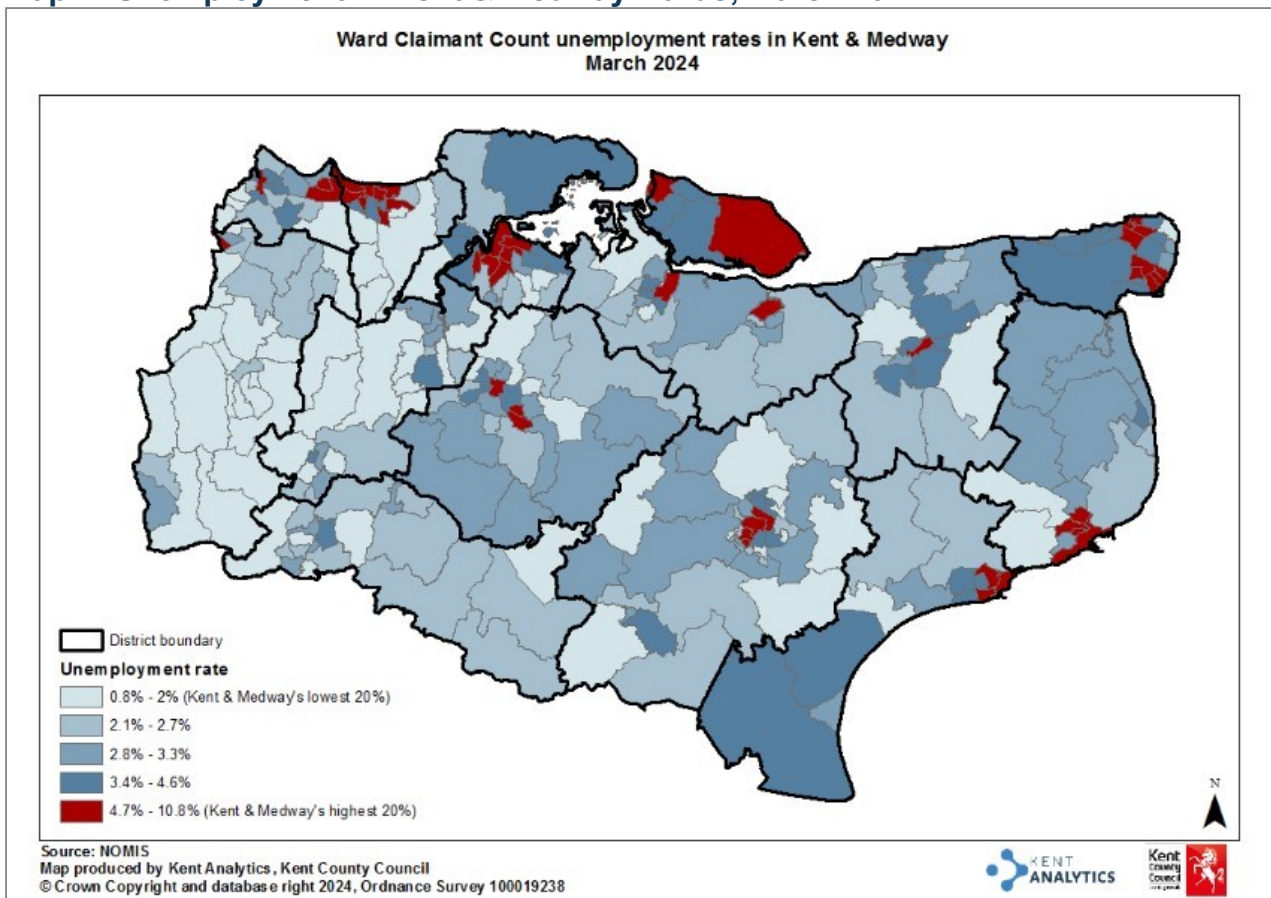 Ward Claimant Count unemployment rates in Kent & Medway
March 2024
District boundary
Unemployment rate
0.8% - 2% (Kent & Medway's lowest 20%)
2.1% - 2.7%
2.8% - 3.3%
3.4% - 4.6%
4.7% - 10.8% (Kent & Medway's highest 20%)
N
Source: NOMIS
Map produced by Kent Analytics, Kent County Council
© Crown Copyright and database right 2024, Ordnance Survey 100019238
KENT
ANALYTICS
Kent
County
Council